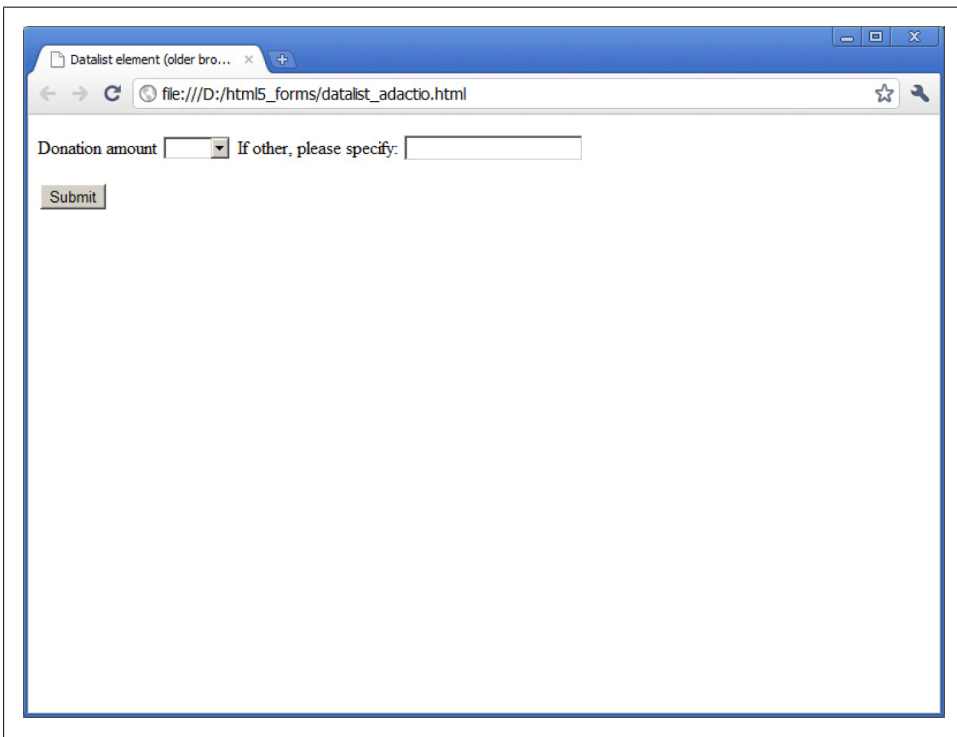 Datalist element (older bro...
file:///D:/html5_forms/datalist_adactio.html
Donation amount If other, please specify:
Submit